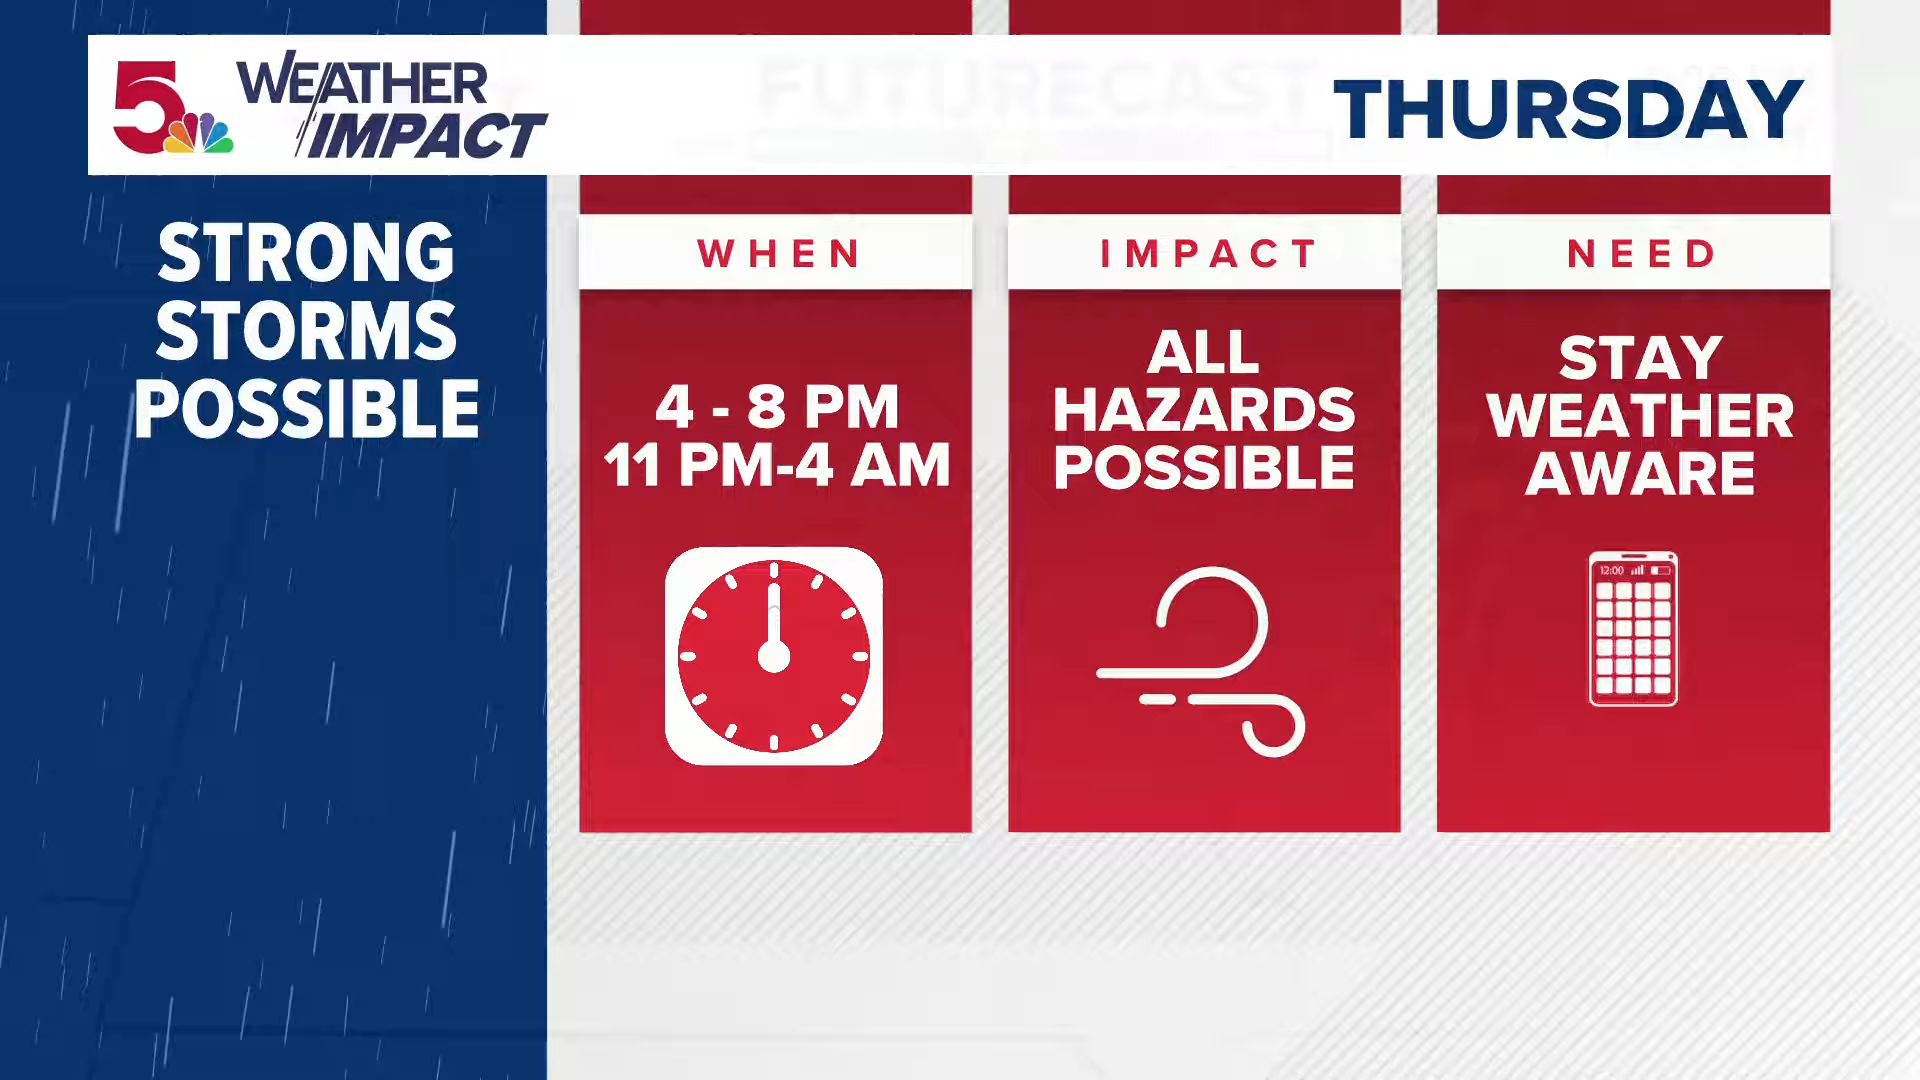 5 WEATHER
IMPACT
FUTURECAST
THURSDAY
STRONG
STORMS
POSSIBLE
WHEN
4 - 8 PM
11 PM-4 AM
IMPACT
ALL
HAZARDS
POSSIBLE
NEED
STAY
WEATHER
AWARE
12:00